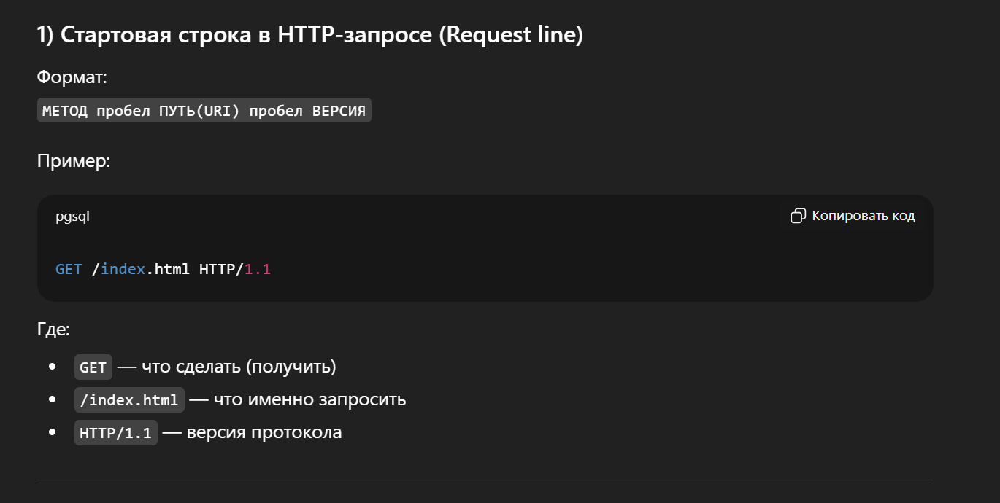 1) Стартовая строка в HTTP-запросе (Request line)
Формат:
МЕТОД пробел ПУТЬ(URI) пробел ВЕРСИЯ
Пример:
pgsql
Копировать код
GET /index.html HTTP/1.1
Где:
• GET — что сделать (получить)
• /index.html — что именно запросить
• HTTP/1.1 — версия протокола